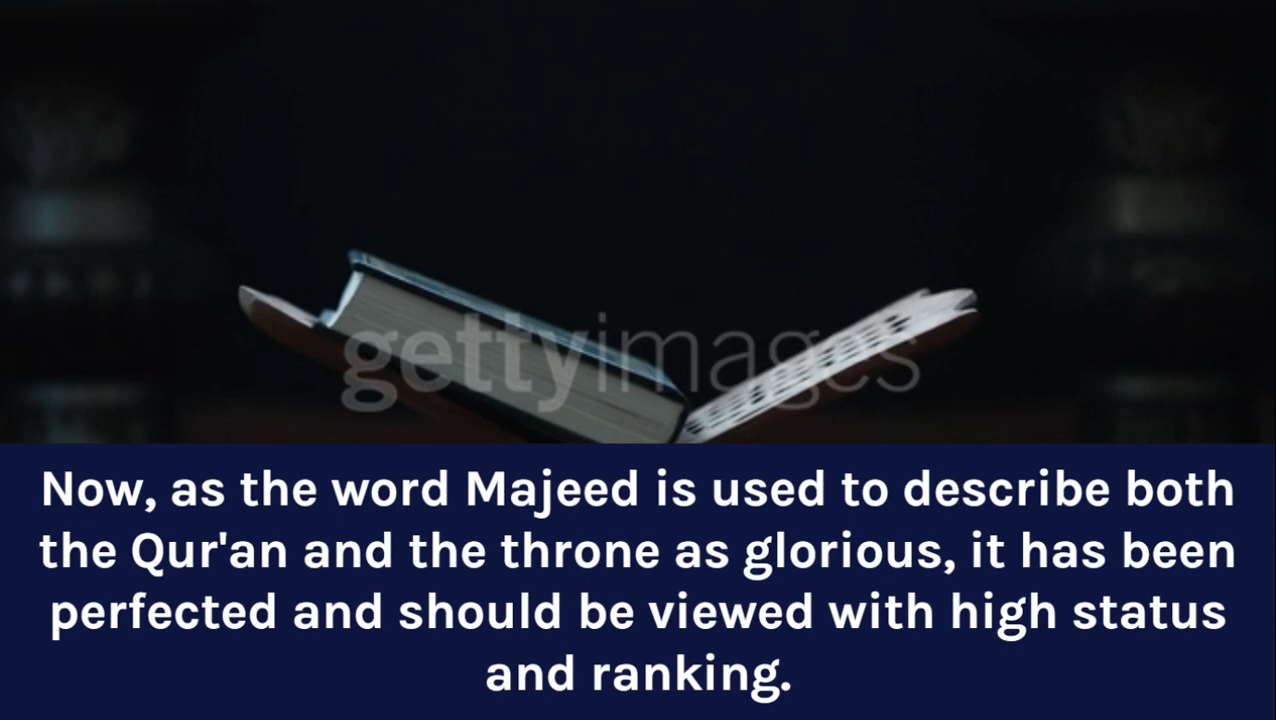 gettyimages
Now, as the word Majeed is used to describe both
the Qur'an and the throne as glorious, it has been
perfected and should be viewed with high status
and ranking.